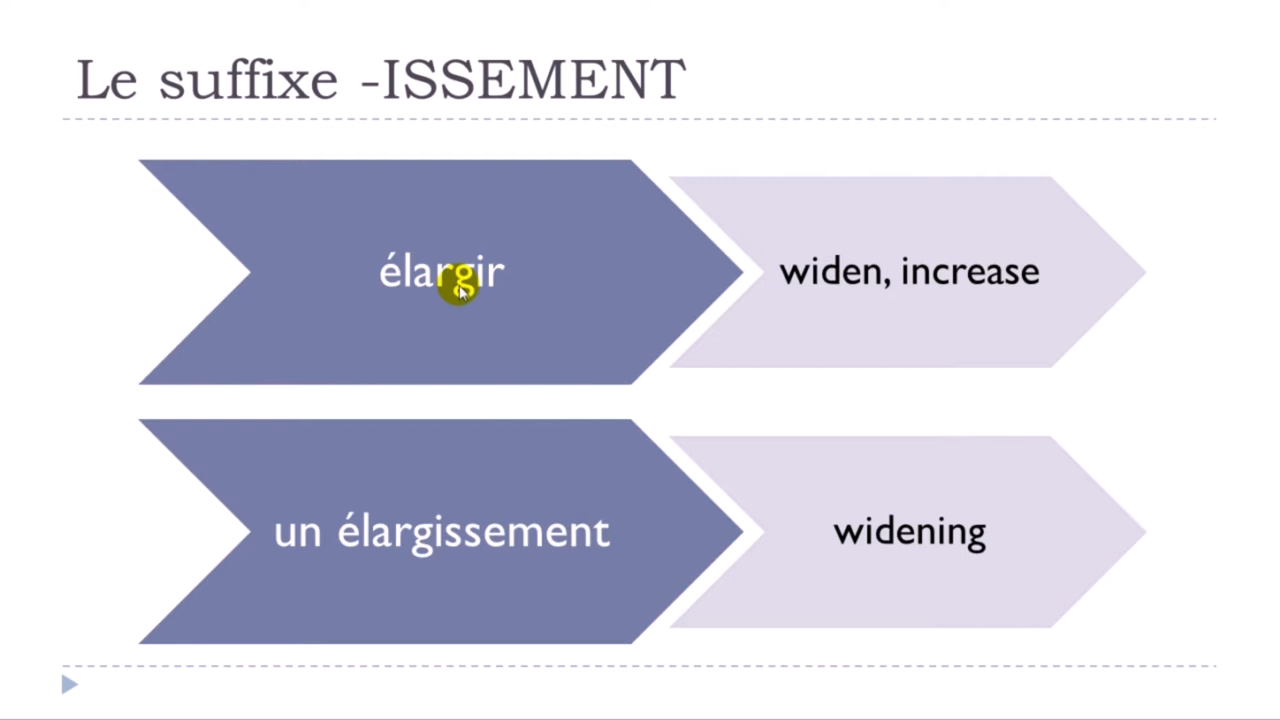 Le suffixe -ISSEMENT
élargir
widen, increase
un élargissement
widening